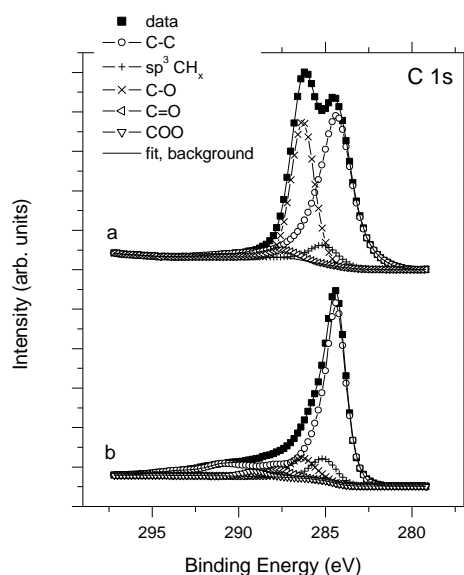 data
C-C
sp³ CHₓ
C-O
C=O
COO
fit, background
C 1s
a
b
Intensity (arb. units)
295 290 285 280
Binding Energy (eV)